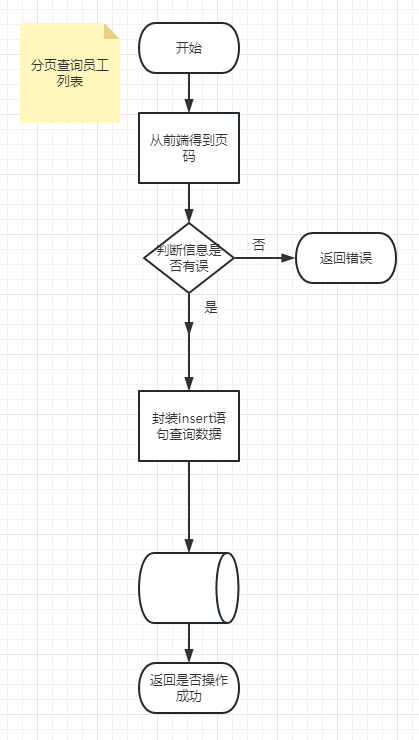 分页查询员工
列表
开始
从前端得到页
码
判断信息是
否有误
否
返回错误
是
封装insert语
句查询数据
返回是否操作
成功